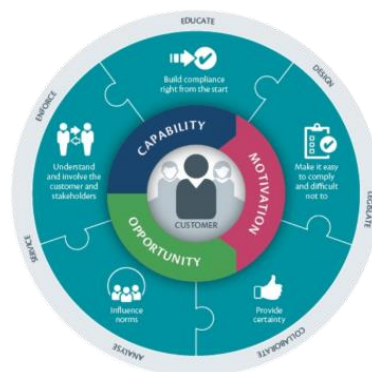 EDUCATE
DESIGN
LEGISLATE
COLLABORATE
ANALYSE
SERVICE
ENFORCE
Build compliance
right from the start
Make it easy
to comply and
difficult not
to
Provide
certainty
Influence
norms
Understand
and involve the
customer and
stakeholders
CAPABILITY
MOTIVATION
OPPORTUNITY
CUSTOMER